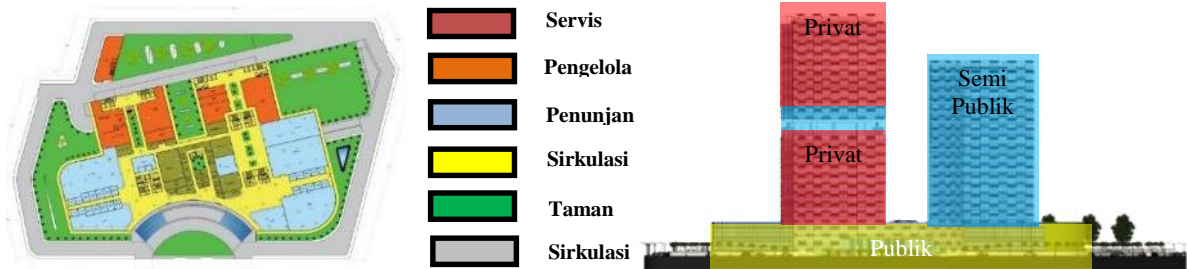 Servis
Pengelola
Penunjan
Sirkulasi
Taman
Sirkulasi
Privat
Semi
Publik
Privat
Publik